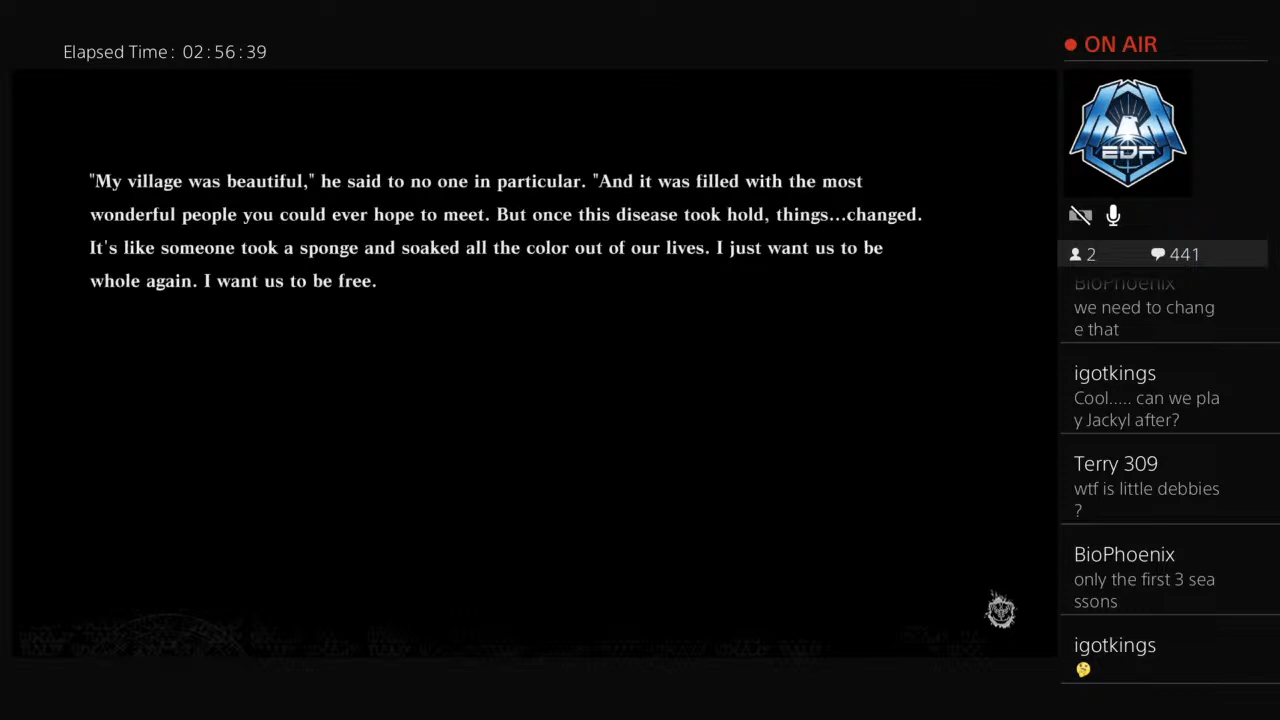 Elapsed Time: 02:56:39
ON AIR
EDF
"My village was beautiful," he said to no one in particular. "And it was filled with the most
wonderful people you could ever hope to meet. But once this disease took hold, things...changed.
It's like someone took a sponge and soaked all the color out of our lives. I just want us to be
whole again. I want us to be free.
2
441
BioPhoenix
we need to chang
e that
igotkings
Cool..... can we pla
y Jackyl after?
Terry 309
wtf is little debbies
?
BioPhoenix
only the first 3 sea
ssons
igotkings
🤔